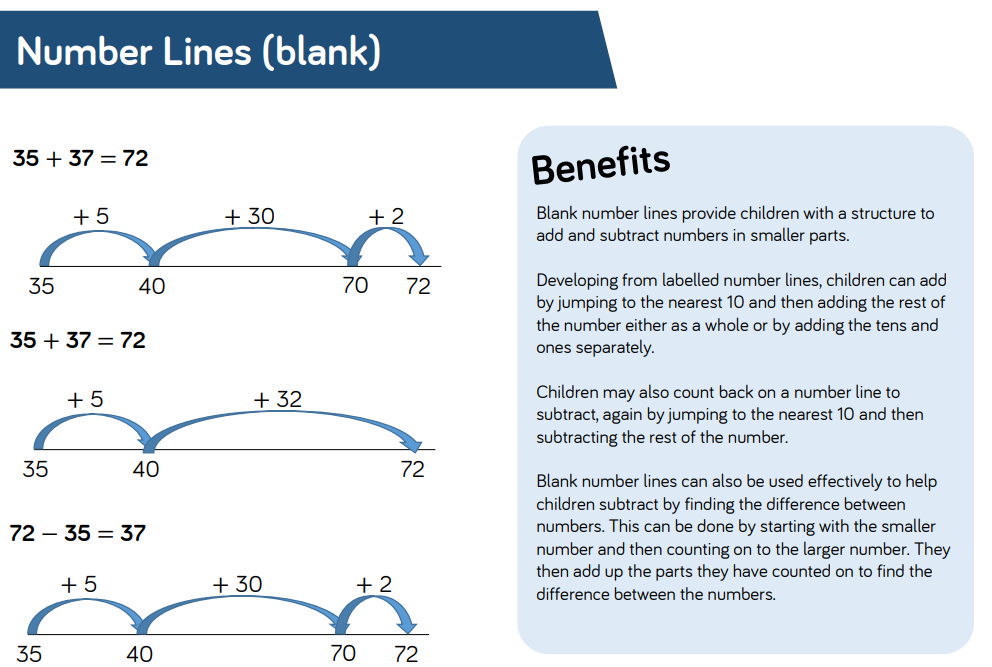 Number Lines (blank)
35 + 37 = 72
+ 5 + 30 + 2
35 40 70 72
35 + 37 = 72
+ 5 + 32
35 40 72
72 − 35 = 37
+ 5 + 30 + 2
35 40 70 72
Benefits
Blank number lines provide children with a structure to
add and subtract numbers in smaller parts.
Developing from labelled number lines, children can add
by jumping to the nearest 10 and then adding the rest of
the number either as a whole or by adding the tens and
ones separately.
Children may also count back on a number line to
subtract, again by jumping to the nearest 10 and then
subtracting the rest of the number.
Blank number lines can also be used effectively to help
children subtract by finding the difference between
numbers. This can be done by starting with the smaller
number and then counting on to the larger number. They
then add up the parts they have counted on to find the
difference between the numbers.